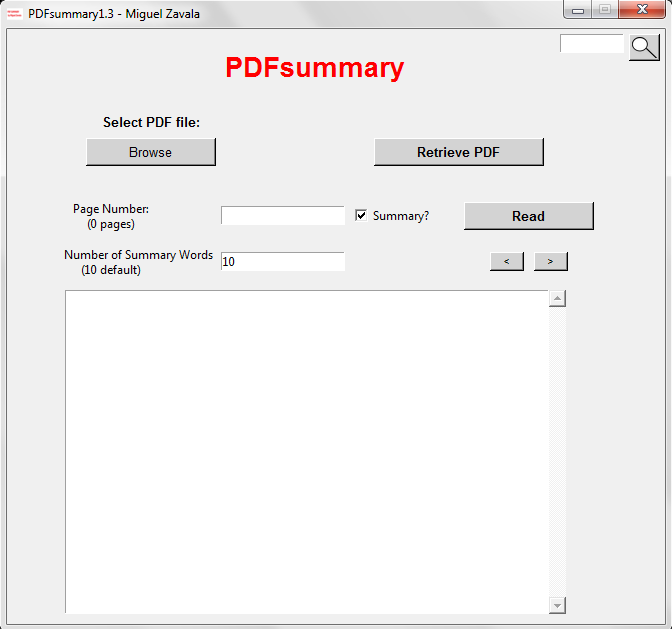 PDFsummary1.3 - Miguel Zavala
PDFsummary
Select PDF file:
Browse
Retrieve PDF
Page Number:
(0 pages)
Summary?
Read
Number of Summary Words
(10 default)
10
<
>